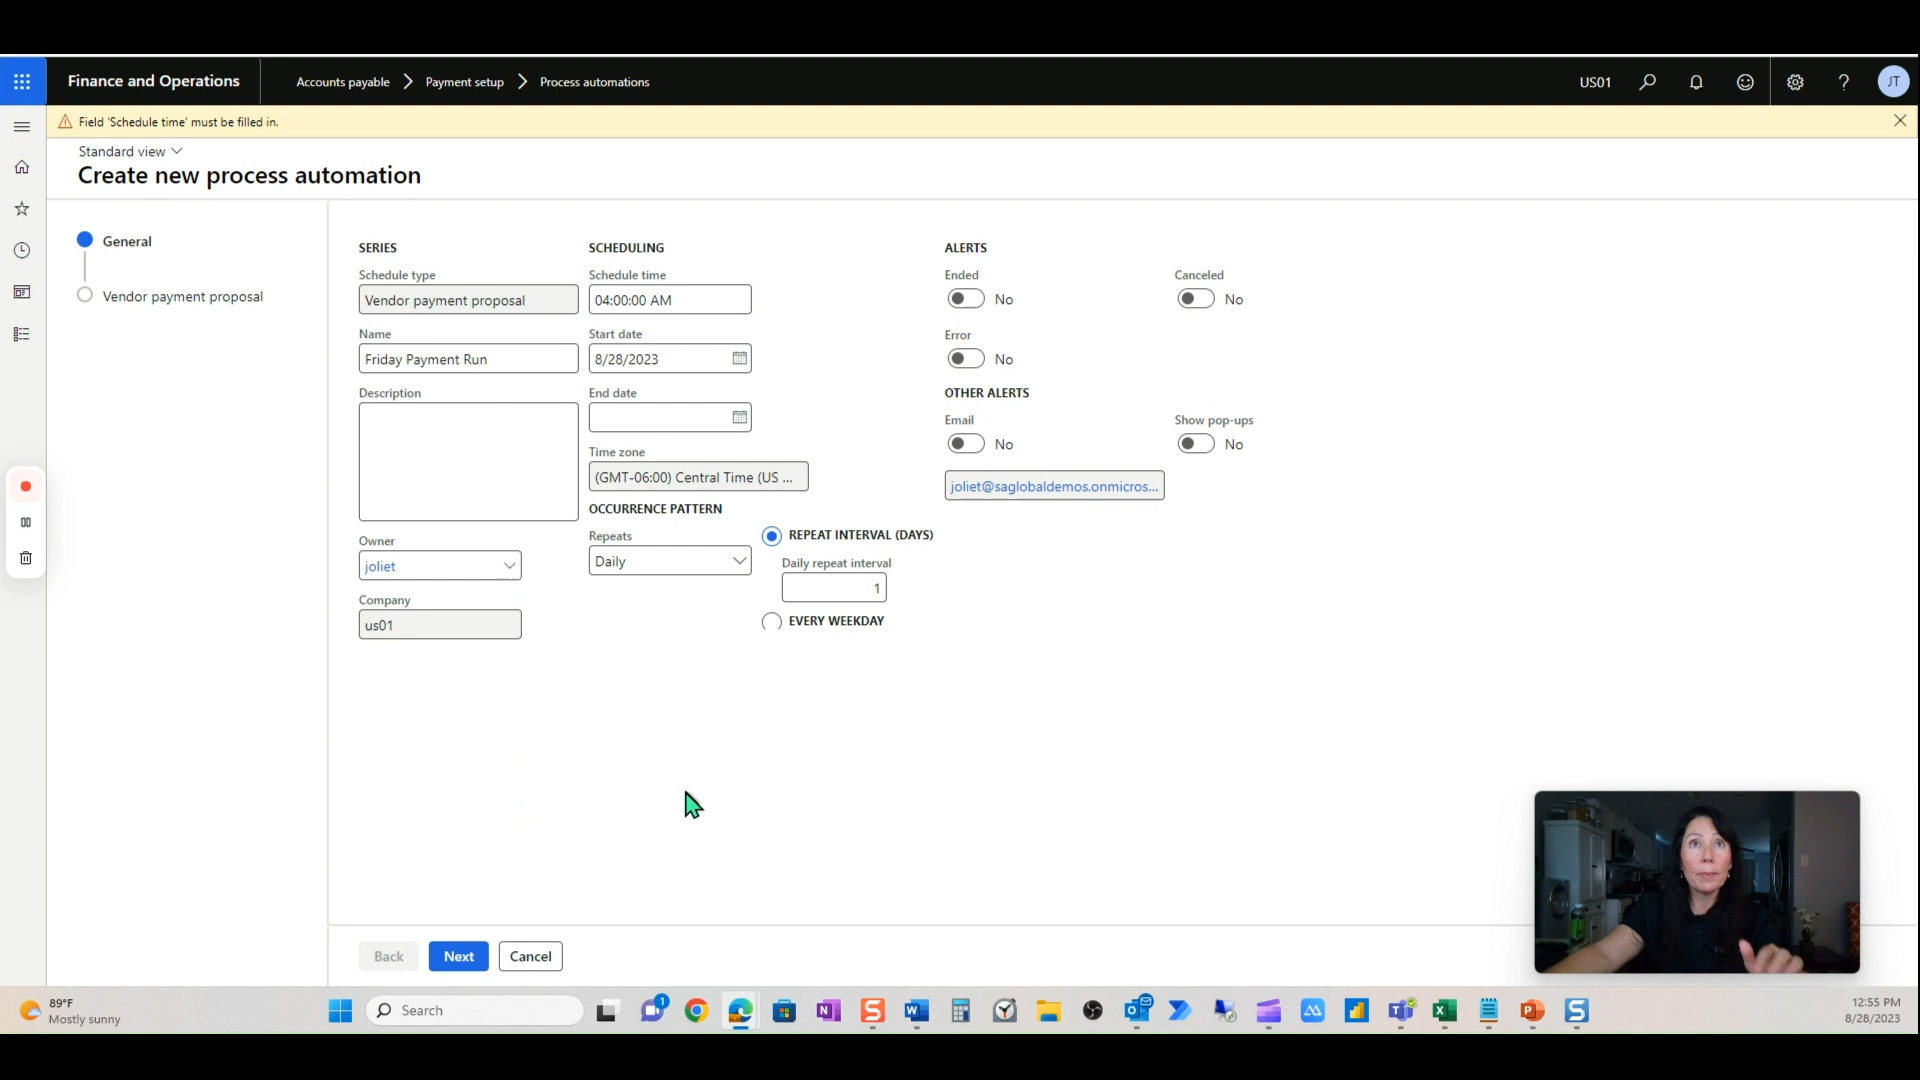 Finance and Operations
Accounts payable > Payment setup > Process automations
US01
JT
Field 'Schedule time' must be filled in.
Standard view
Create new process automation
General
Vendor payment proposal
SERIES
Schedule type
Vendor payment proposal
Name
Friday Payment Run
Description
Owner
joliet
Company
us01
SCHEDULING
Schedule time
04:00:00 AM
Start date
8/28/2023
End date
Time zone
(GMT-06:00) Central Time (US ...
OCCURRENCE PATTERN
Repeats
Daily
REPEAT INTERVAL (DAYS)
Daily repeat interval
1
EVERY WEEKDAY
ALERTS
Ended
No
Canceled
No
Error
No
OTHER ALERTS
Email
No
Show pop-ups
No
joliet@saglobaldemos.onmicros...
Back
Next
Cancel
89°F
Mostly sunny
Search
1
12:55 PM
8/28/2023